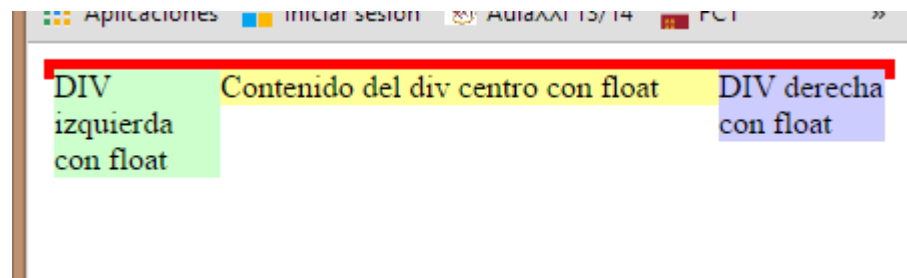 Aplicaciones Iniciar sesión AulaXXI 13/14 FCT »
DIV izquierda con float
Contenido del div centro con float
DIV derecha con float